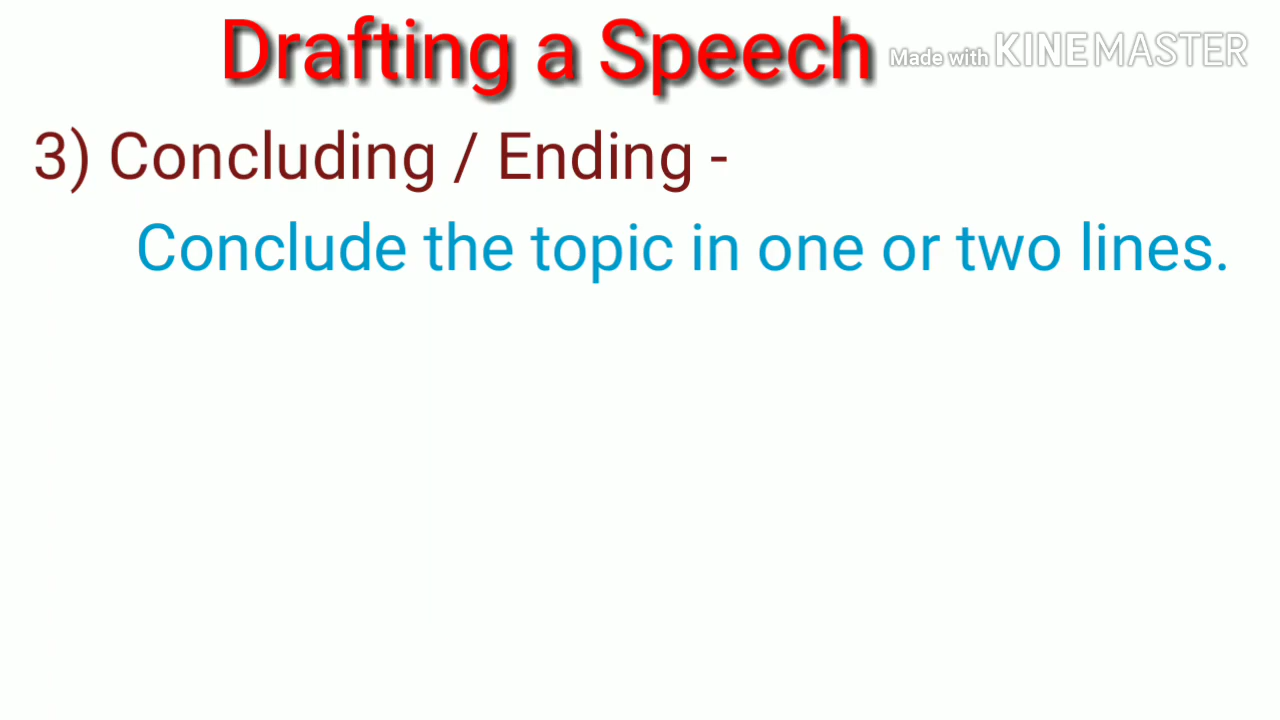 Drafting a Speech
Made with KINEMASTER
3) Concluding / Ending -
Conclude the topic in one or two lines.